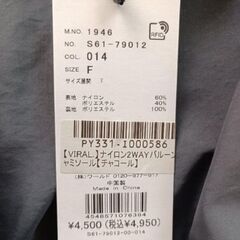 M.NO. 1946
NO. S61-79012
COL. 014
SIZE F
サイズ展開 F
RFID
表地 ナイロン 60%
ポリエステル 40%
裏地 ポリエステル 100%
PY331-1000586
【VIRAL.】ナイロン2WAYバルーンキャミソール【チャコール】
(株)ワールド 0120-977-917
中国製
Made in China
4548571076384
¥4,500 (税込¥4,950)
S61-79012-00-014